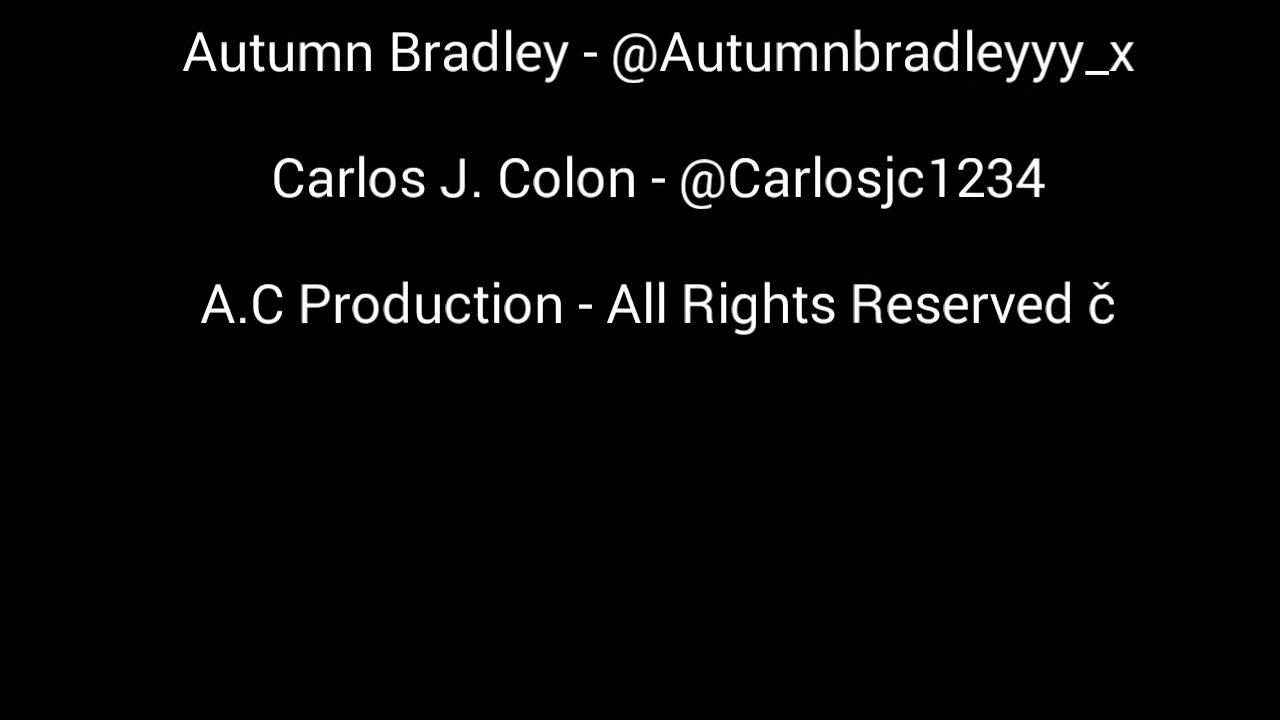 Autumn Bradley - @Autumnbradleyyy_x
Carlos J. Colon - @Carlosjc1234
A.C Production - All Rights Reserved č